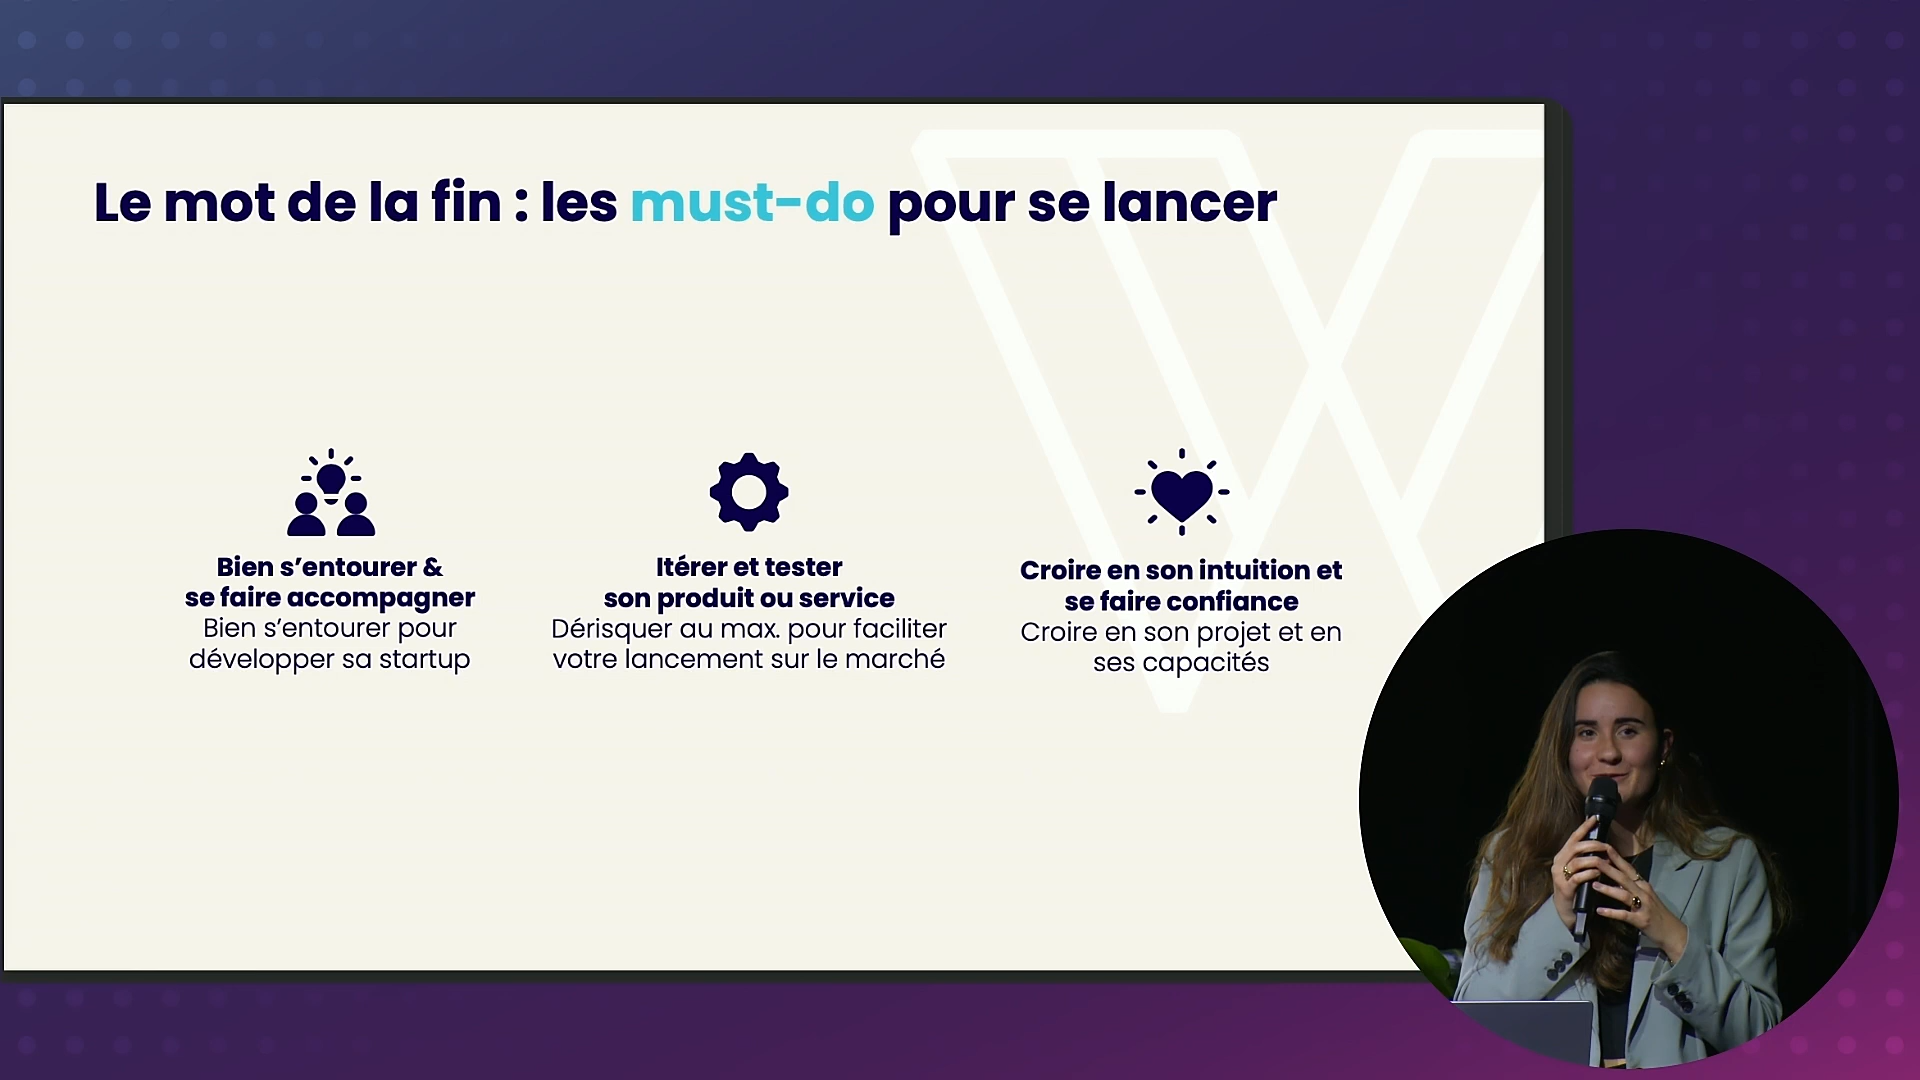 Le mot de la fin : les must-do pour se lancer
Bien s’entourer &
se faire accompagner
Bien s’entourer pour
développer sa startup
Itérer et tester
son produit ou service
Dérisquer au max. pour faciliter
votre lancement sur le marché
Croire en son intuition et
se faire confiance
Croire en son projet et en
ses capacités